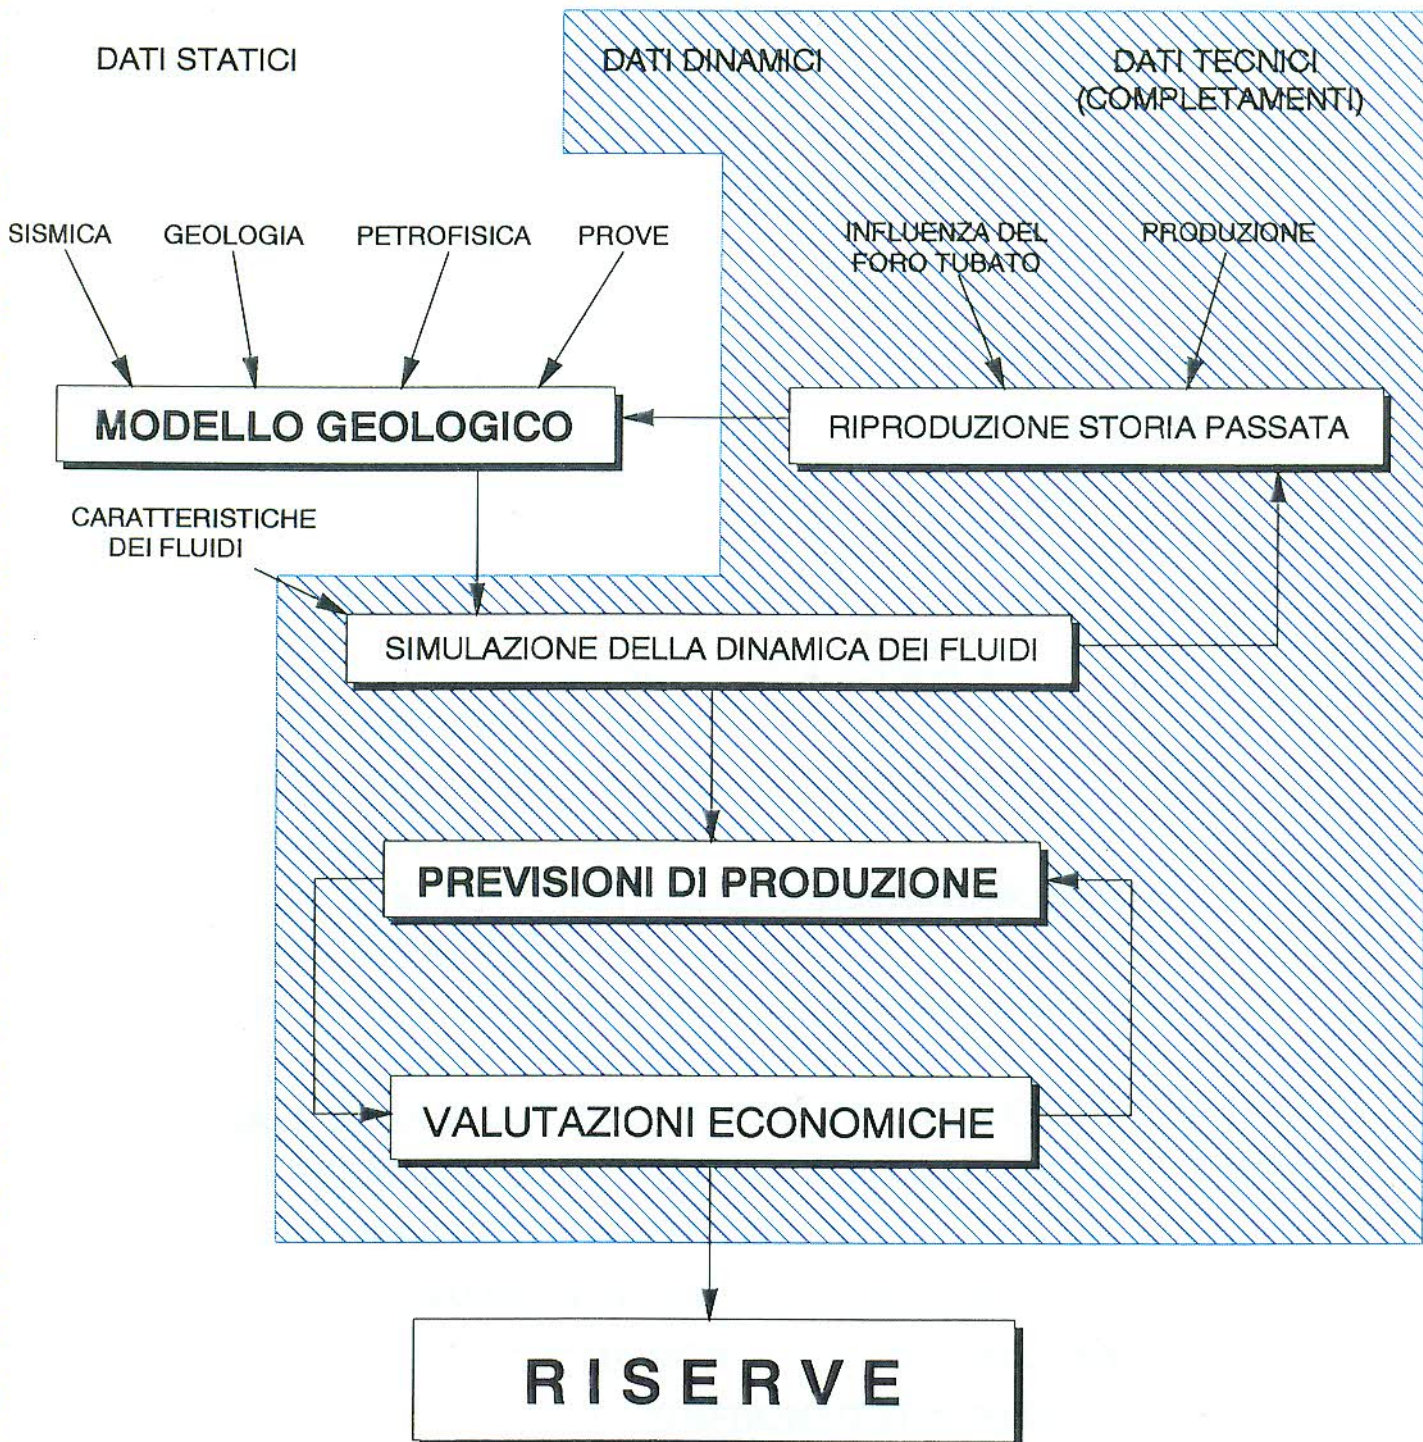 DATI STATICI
DATI DINAMICI
DATI TECNICI
(COMPLETAMENTI)
SISMICA
GEOLOGIA
PETROFISICA
PROVE
INFLUENZA DEL
FORO TUBATO
PRODUZIONE
MODELLO GEOLOGICO
RIPRODUZIONE STORIA PASSATA
CARATTERISTICHE
DEI FLUIDI
SIMULAZIONE DELLA DINAMICA DEI FLUIDI
PREVISIONI DI PRODUZIONE
VALUTAZIONI ECONOMICHE
RISERVE